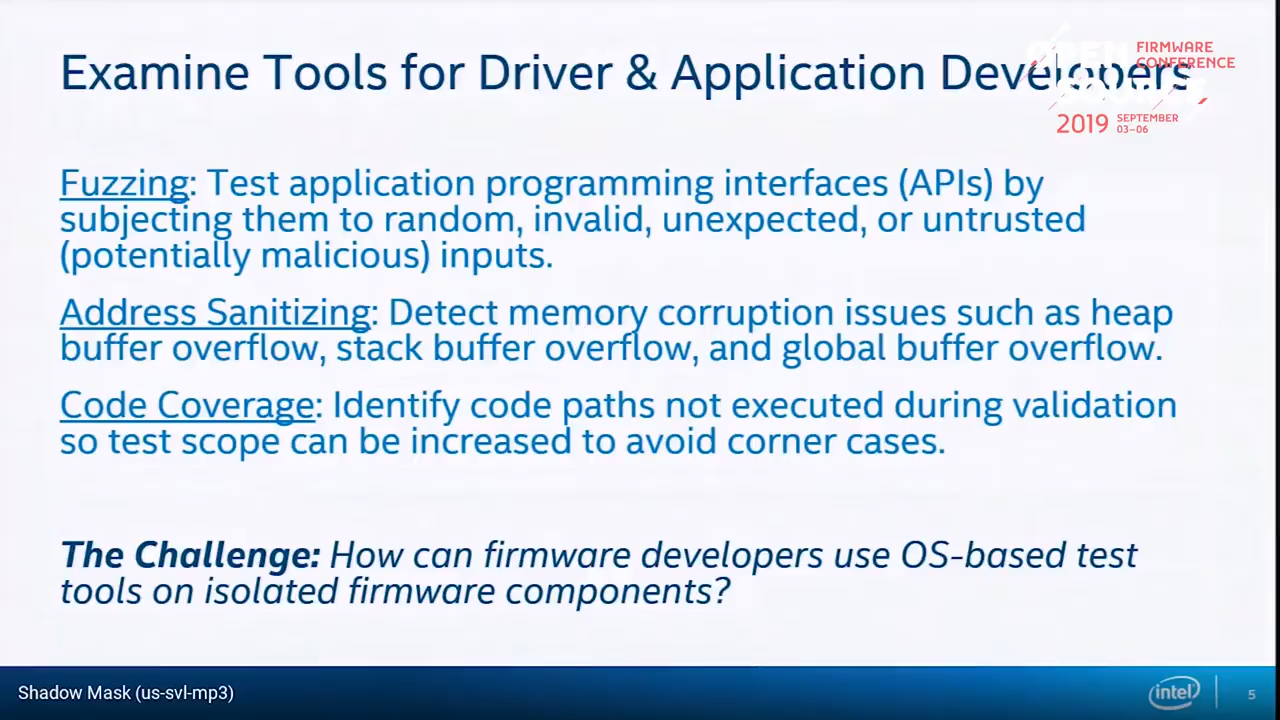 Examine Tools for Driver & Application Developers
OPEN
SOURCE
FIRMWARE
CONFERENCE
2019
SEPTEMBER
03–06
Fuzzing: Test application programming interfaces (APIs) by
subjecting them to random, invalid, unexpected, or untrusted
(potentially malicious) inputs.
Address Sanitizing: Detect memory corruption issues such as heap
buffer overflow, stack buffer overflow, and global buffer overflow.
Code Coverage: Identify code paths not executed during validation
so test scope can be increased to avoid corner cases.
The Challenge: How can firmware developers use OS-based test
tools on isolated firmware components?
Shadow Mask (us-svl-mp3)
intel
5